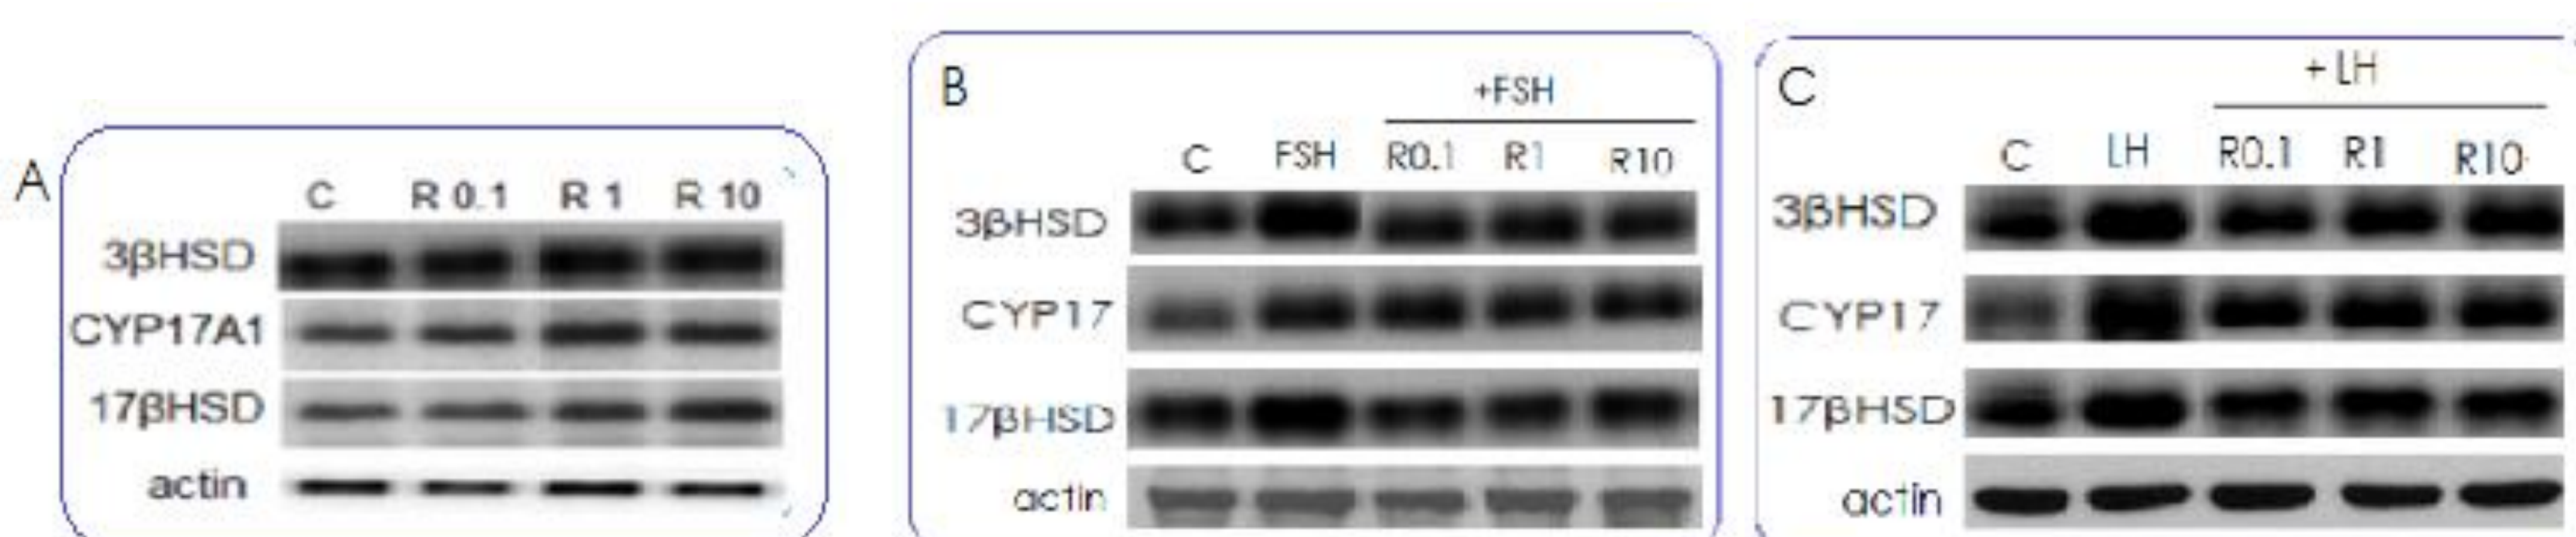 A
C R 0.1 R 1 R 10
3βHSD
CYP17A1
17βHSD
actin
B
+FSH
C FSH R0.1 R1 R10
3βHSD
CYP17
17βHSD
actin
C
+ LH
C LH R0.1 R1 R10
3βHSD
CYP17
17βHSD
actin